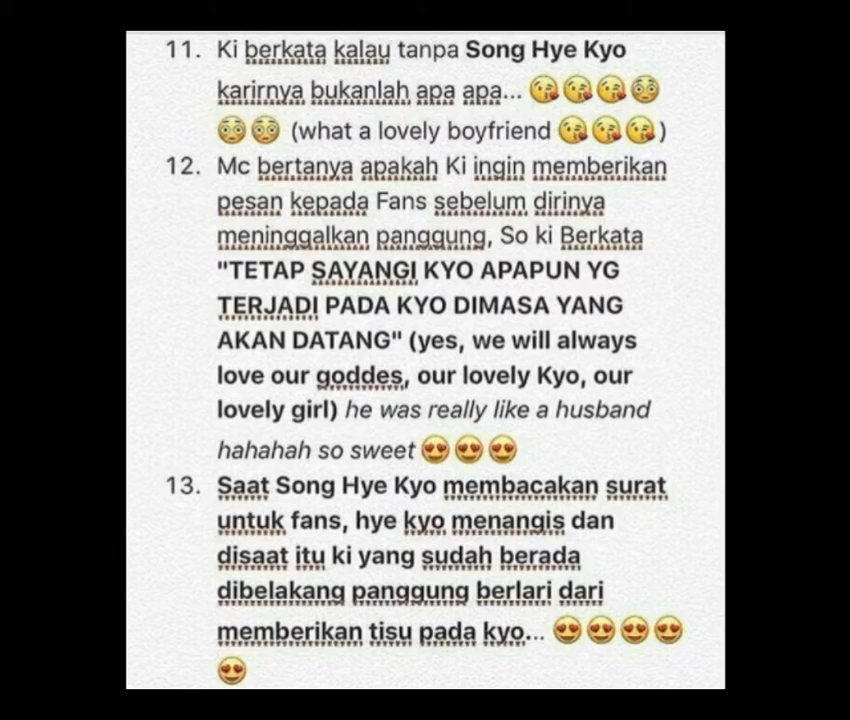 11. Ki berkata kalau tanpa Song Hye Kyo
karirnya bukanlah apa apa... 😘😘😘😳
😳😳 (what a lovely boyfriend 😘😘😘)
12. Mc bertanya apakah Ki ingin memberikan
pesan kepada Fans sebelum dirinya
meninggalkan panggung, So ki Berkata
"TETAP SAYANGI KYO APAPUN YG
TERJADI PADA KYO DIMASA YANG
AKAN DATANG" (yes, we will always
love our goddes, our lovely Kyo, our
lovely girl) he was really like a husband
hahahah so sweet 😍😍😍
13. Saat Song Hye Kyo membacakan surat
untuk fans, hye kyo menangis dan
disaat itu ki yang sudah berada
dibelakang panggung berlari dari
memberikan tisu pada kyo... 😍😍😍😍
😍